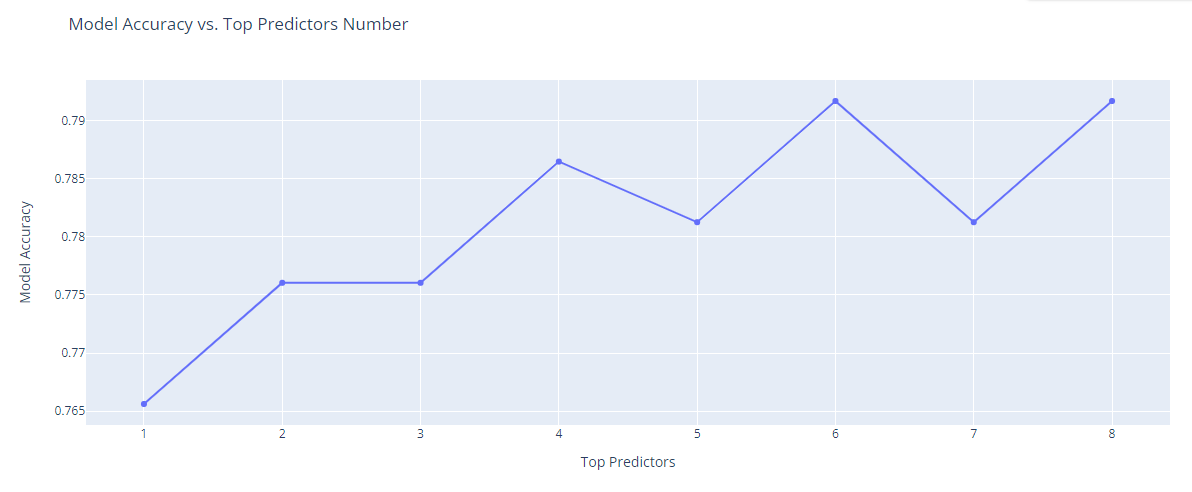 Model Accuracy vs. Top Predictors Number
0.79
0.785
0.78
0.775
0.77
0.765
Model Accuracy
1 2 3 4 5 6 7 8
Top Predictors